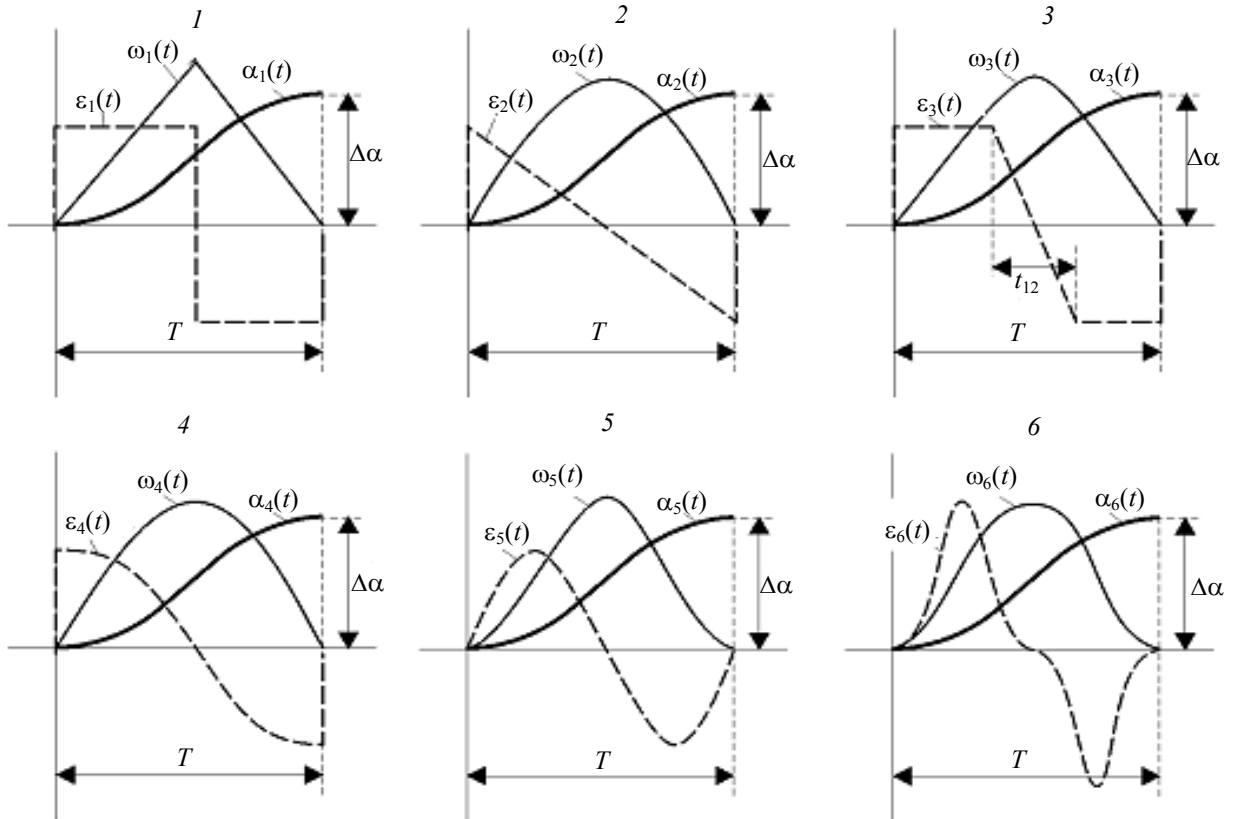 1
ω₁(t)
α₁(t)
ε₁(t)
Δα
T
2
ω₂(t)
α₂(t)
ε₂(t)
Δα
T
3
ω₃(t)
α₃(t)
ε₃(t)
Δα
t₁₂
T
4
ω₄(t)
α₄(t)
ε₄(t)
Δα
T
5
ω₅(t)
α₅(t)
ε₅(t)
Δα
T
6
ω₆(t)
α₆(t)
ε₆(t)
Δα
T